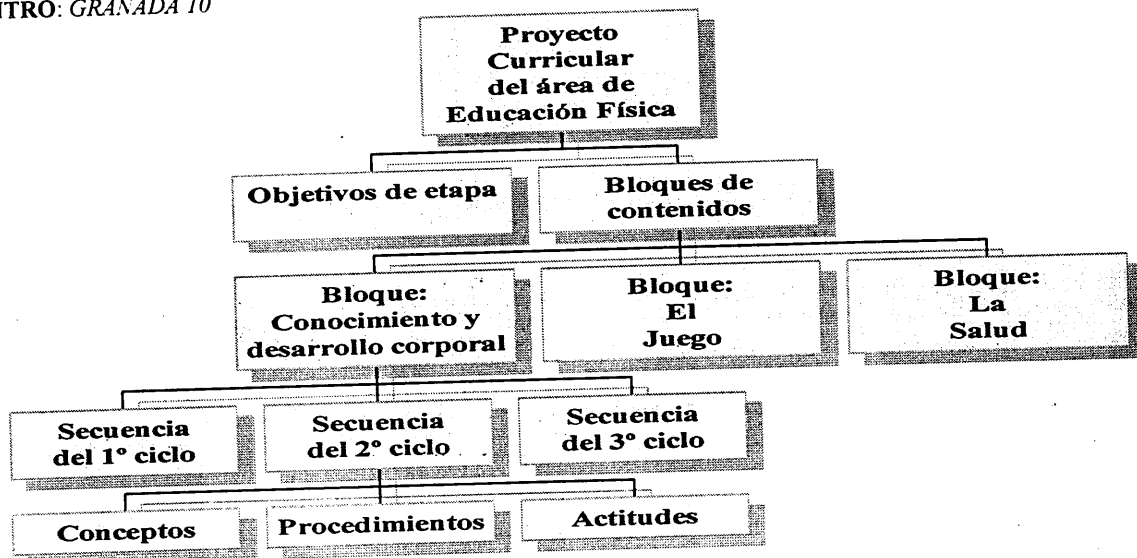 NTRO: GRANADA 10
Proyecto
Curricular
del área de
Educación Física
Objetivos de etapa
Bloques de
contenidos
Bloque:
Conocimiento y
desarrollo corporal
Bloque:
El
Juego
Bloque:
La
Salud
Secuencia
del 1º ciclo
Secuencia
del 2º ciclo
Secuencia
del 3º ciclo
Conceptos
Procedimientos
Actitudes